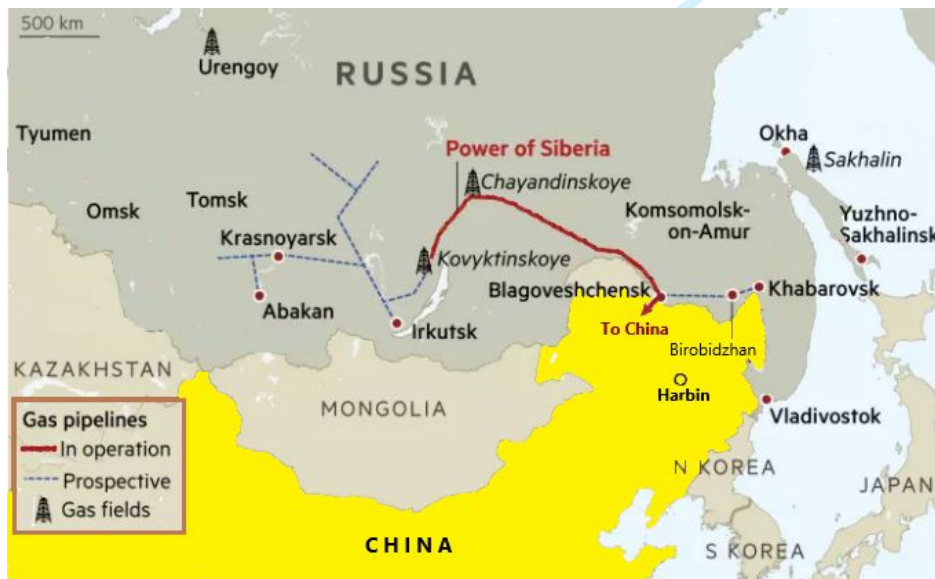 500 km
Urengoy
RUSSIA
Tyumen
Okha
Power of Siberia
Sakhalin
Chayandinskoye
Omsk
Tomsk
Komsomolsk-
on-Amur
Yuzhno-
Sakhalinsk
Krasnoyarsk
Kovyktinskoye
Blagoveshchensk
Khabarovsk
Abakan
Irkutsk
To China
Birobidzhan
KAZAKHSTAN
MONGOLIA
Harbin
Vladivostok
Gas pipelines
In operation
Prospective
Gas fields
N KOREA
JAPAN
CHINA
S KOREA